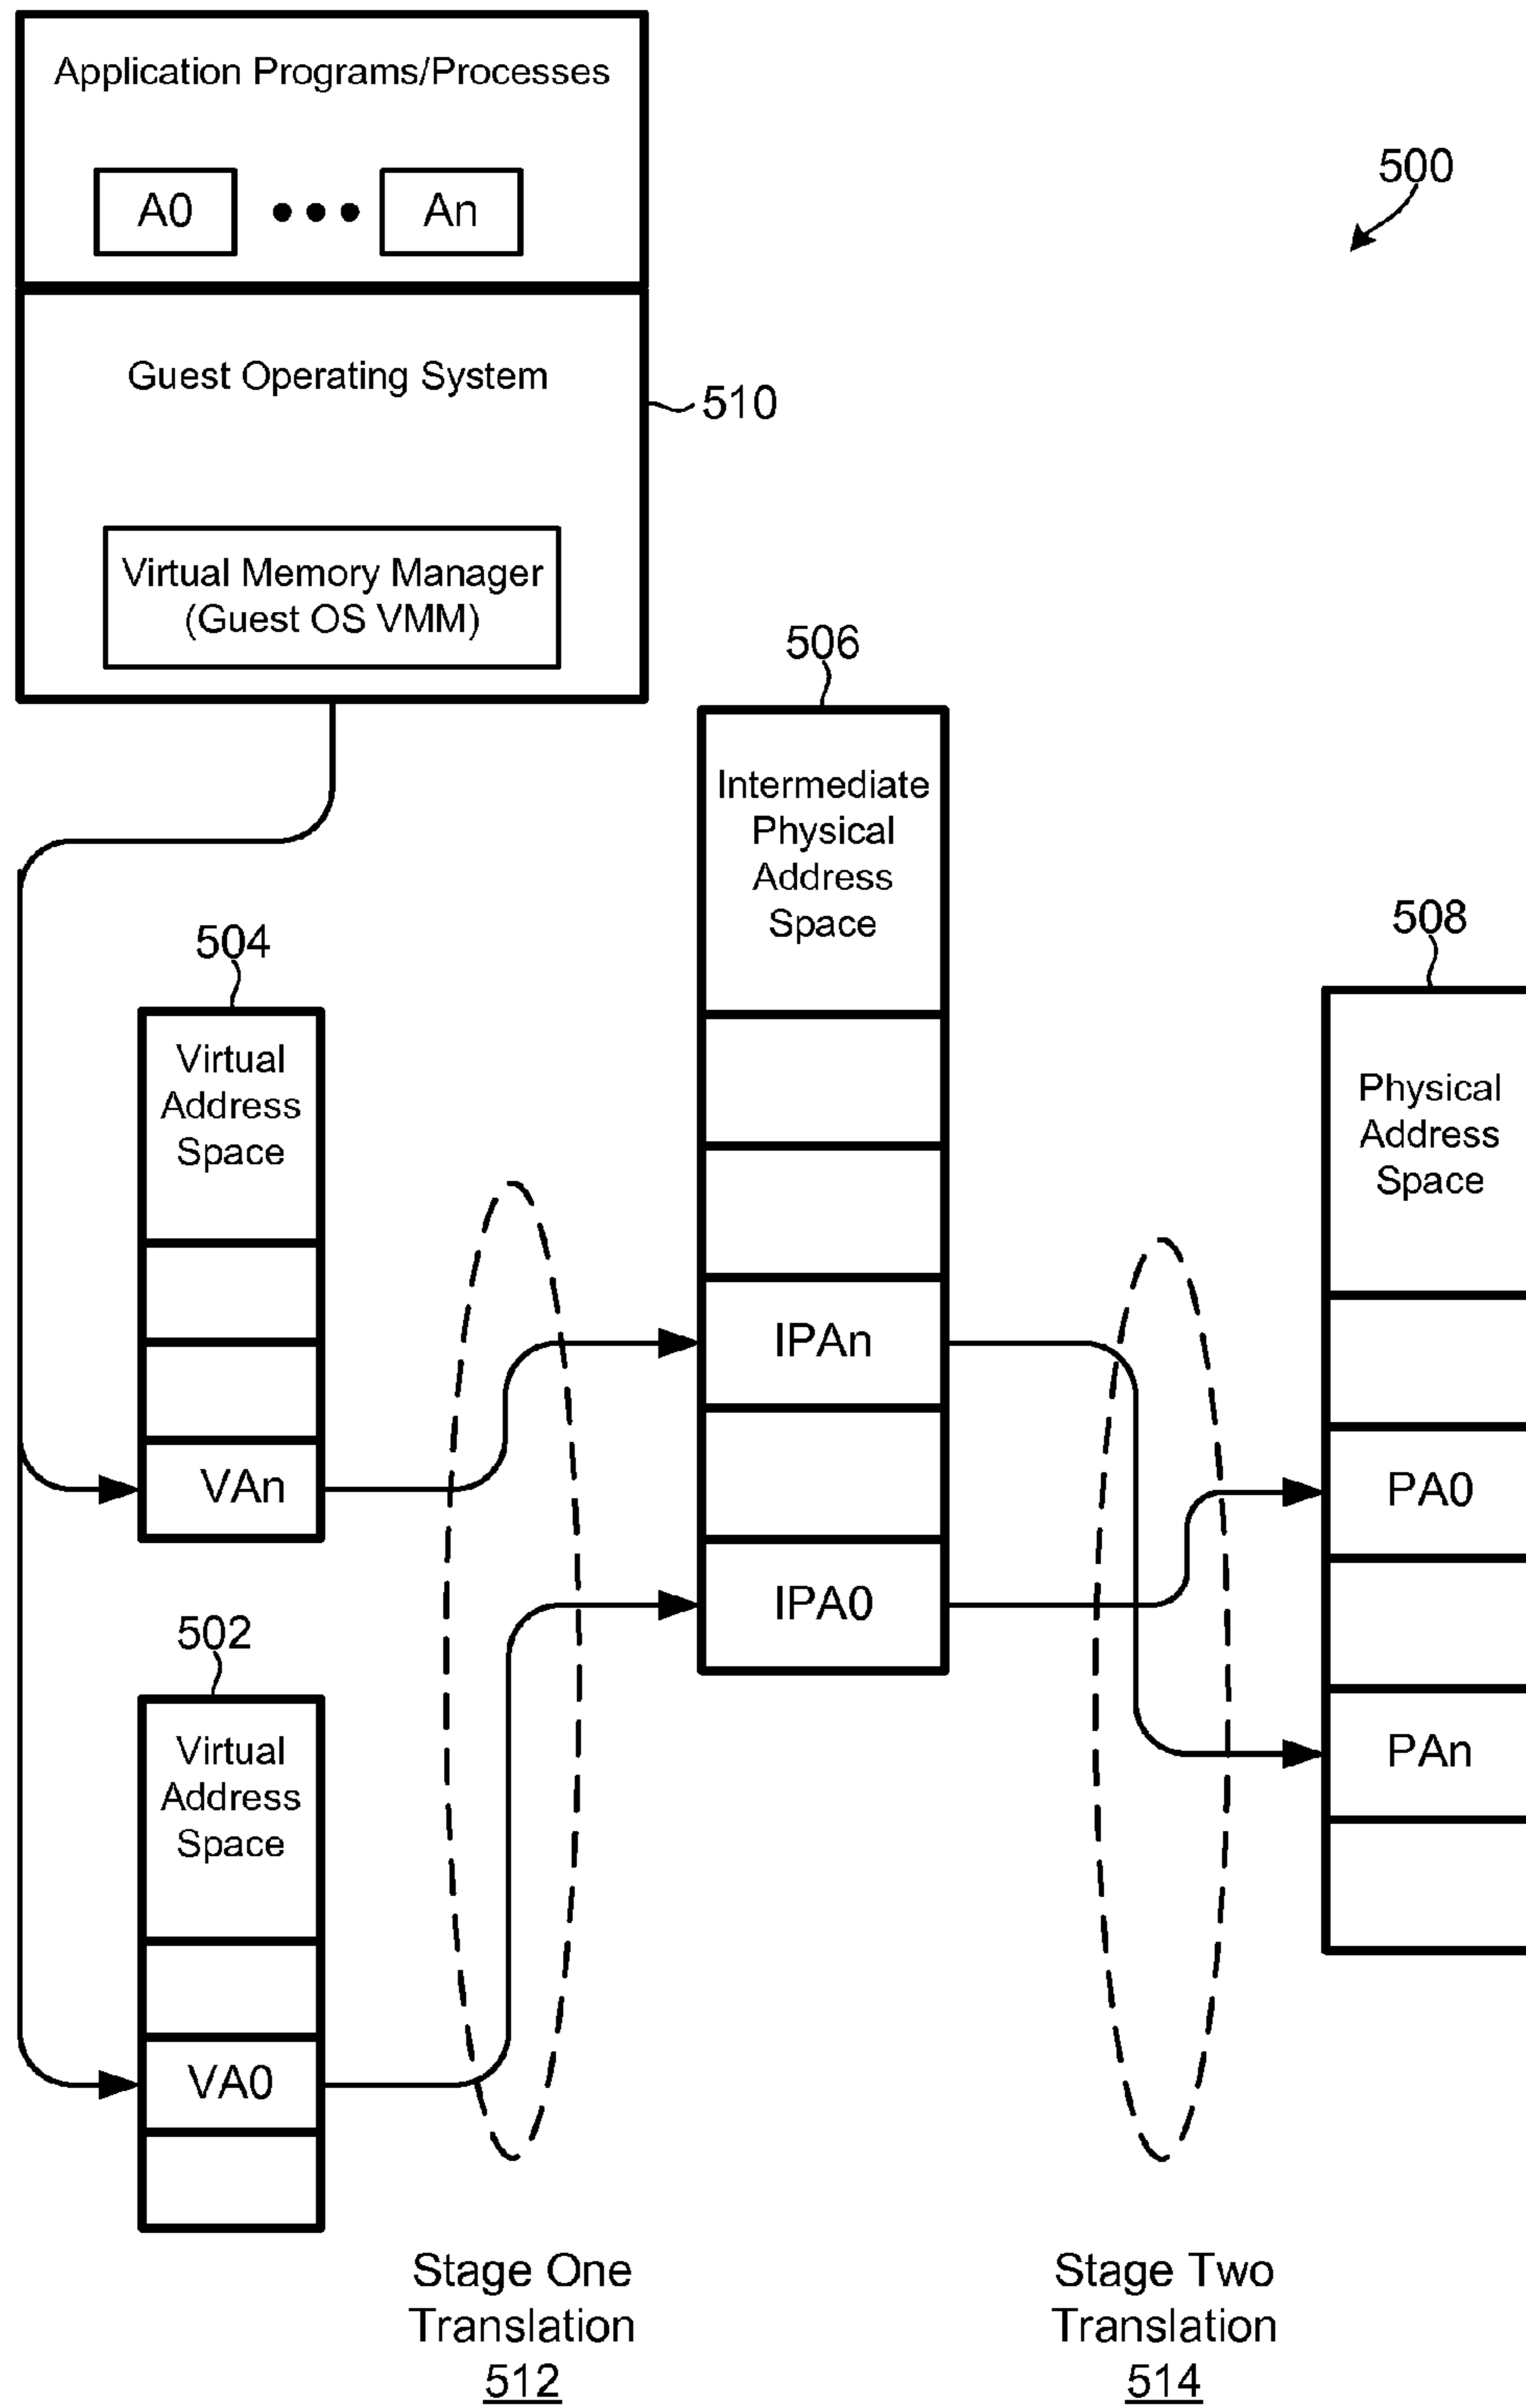 Application Programs/Processes
A0
An
500
Guest Operating System
510
Virtual Memory Manager
(Guest OS VMM)
506
Intermediate
Physical
Address
Space
508
504
Virtual
Address
Space
Physical
Address
Space
IPAn
VAn
PA0
IPA0
502
Virtual
Address
Space
PAn
VA0
Stage One
Translation
512
Stage Two
Translation
514